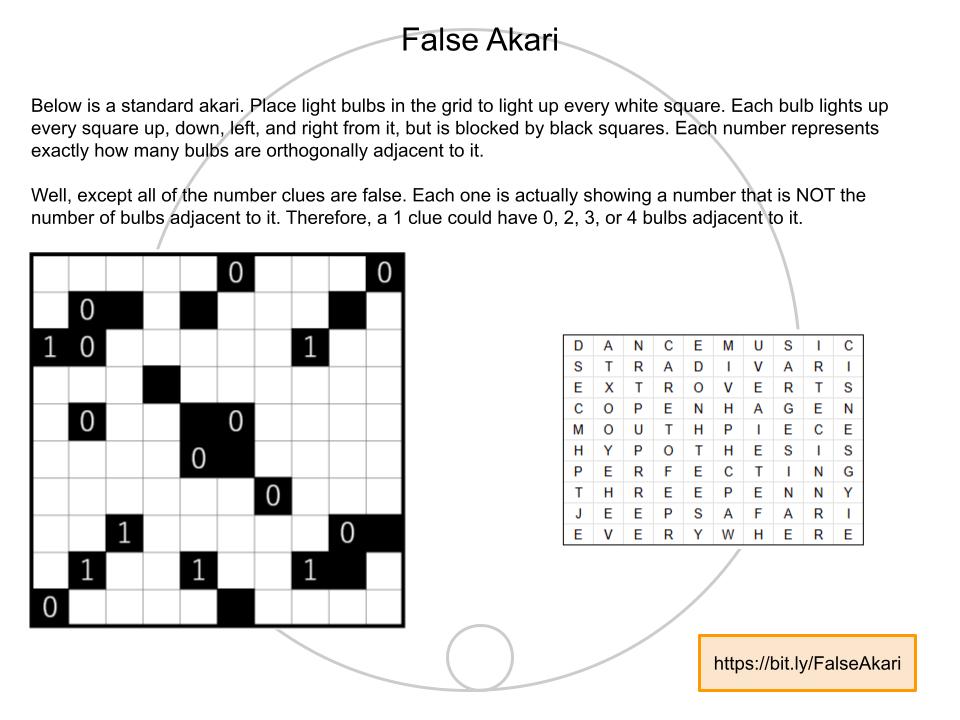 False Akari
Below is a standard akari. Place light bulbs in the grid to light up every white square. Each bulb lights up
every square up, down, left, and right from it, but is blocked by black squares. Each number represents
exactly how many bulbs are orthogonally adjacent to it.
Well, except all of the number clues are false. Each one is actually showing a number that is NOT the
number of bulbs adjacent to it. Therefore, a 1 clue could have 0, 2, 3, or 4 bulbs adjacent to it.
0 0
0
1 0 1
0 0
0
0
1 0
1 1 1
0
D A N C E M U S I C
S T R A D I V A R I
E X T R O V E R T S
C O P E N H A G E N
M O U T H P I E C E
H Y P O T H E S I S
P E R F E C T I N G
T H R E E P E N N Y
J E E P S A F A R I
E V E R Y W H E R E
https://bit.ly/FalseAkari